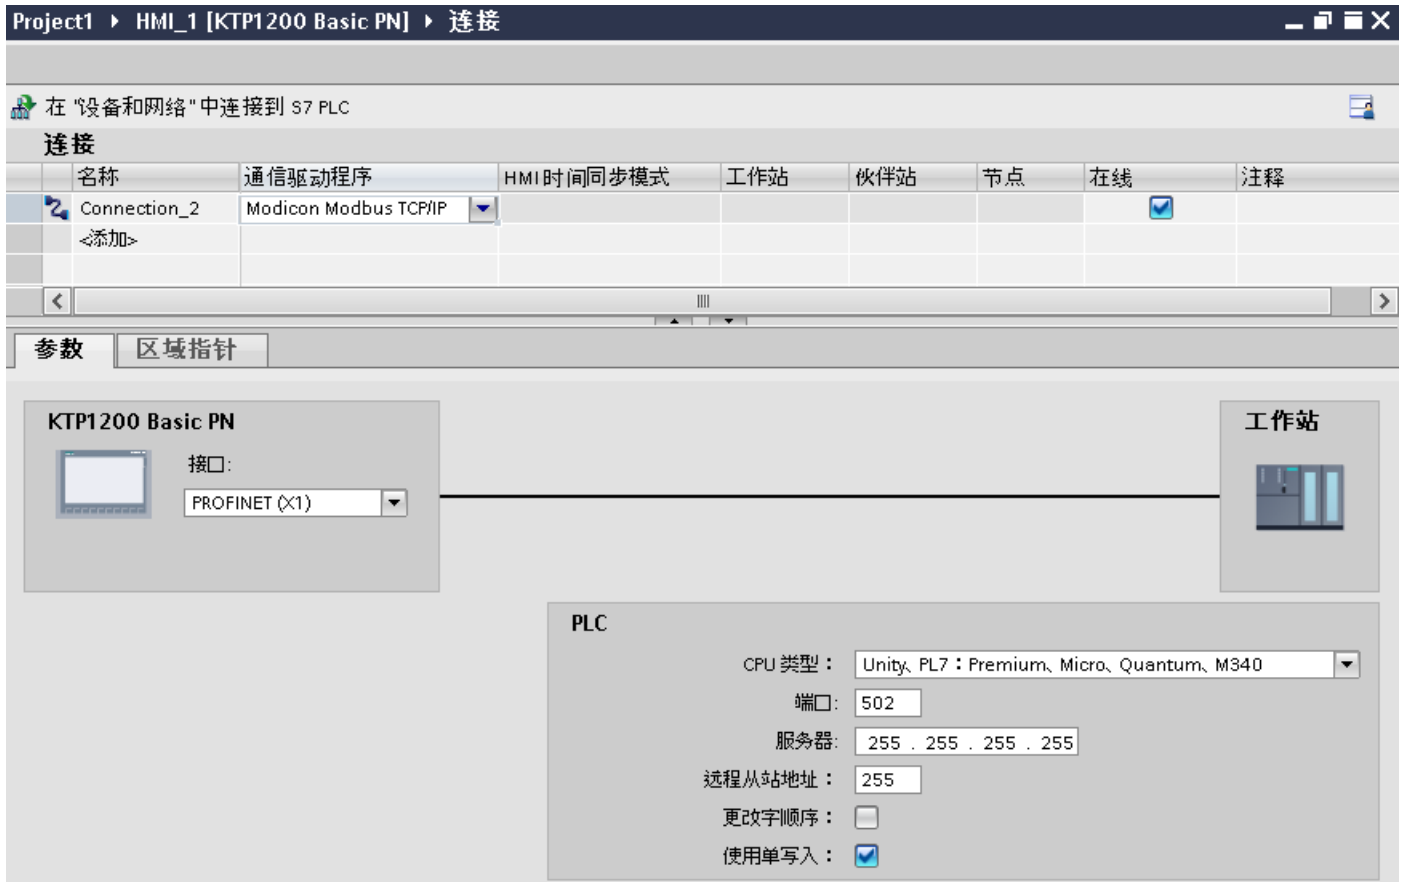 Project1 ▸ HMI_1 [KTP1200 Basic PN] ▸ 连接
在 "设备和网络" 中连接到 S7 PLC
连接
名称 通信驱动程序 HMI时间同步模式 工作站 伙伴站 节点 在线 注释
Connection_2 Modicon Modbus TCP/IP
<添加>
参数 区域指针
KTP1200 Basic PN 工作站
接口:
PROFINET (X1)
PLC
CPU 类型： Unity、PL7：Premium、Micro、Quantum、M340
端口: 502
服务器: 255 . 255 . 255 . 255
远程从站地址： 255
更改字顺序：
使用单写入：